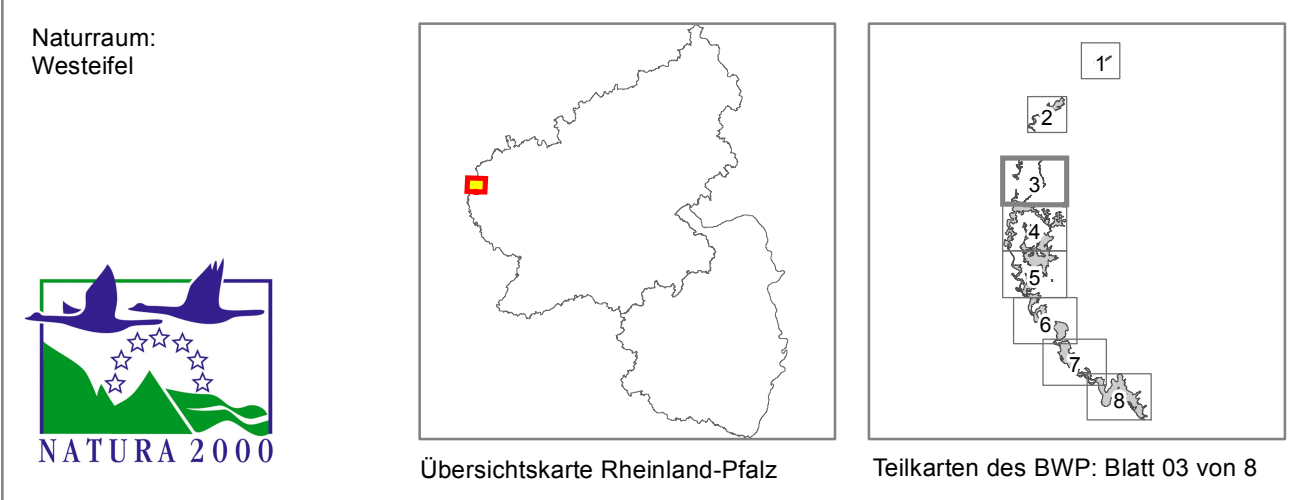 Naturraum:
Westeifel
NATURA 2000
Übersichtskarte Rheinland-Pfalz
1
2
3
4
5
6
7
8
Teilkarten des BWP: Blatt 03 von 8